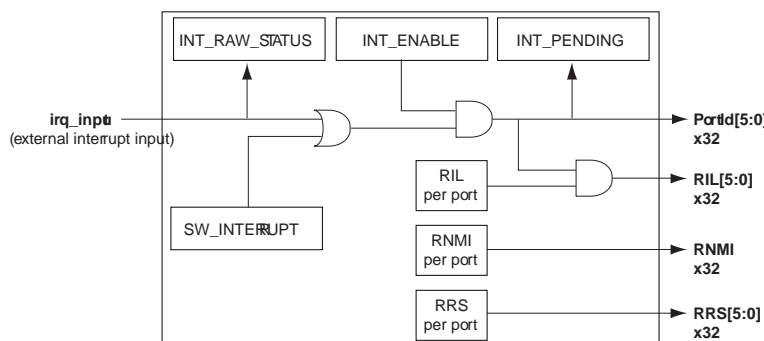 INT_RAW_STATUS
INT_ENABLE
INT_PENDING
irq_input
(external interrupt input)
PortId[5:0]
x32
RIL
per port
RIL[5:0]
x32
SW_INTERRUPT
RNMI
per port
RNMI
x32
RRS
per port
RRS[5:0]
x32